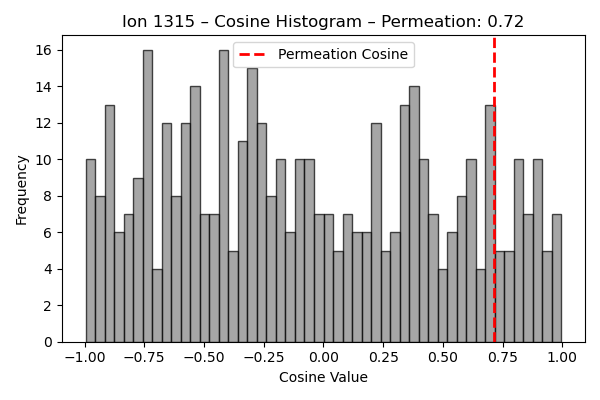 Ion 1315 – Cosine Histogram – Permeation: 0.72
Permeation Cosine
Frequency
16
14
12
10
8
6
4
2
0
−1.00 −0.75 −0.50 −0.25 0.00 0.25 0.50 0.75 1.00
Cosine Value